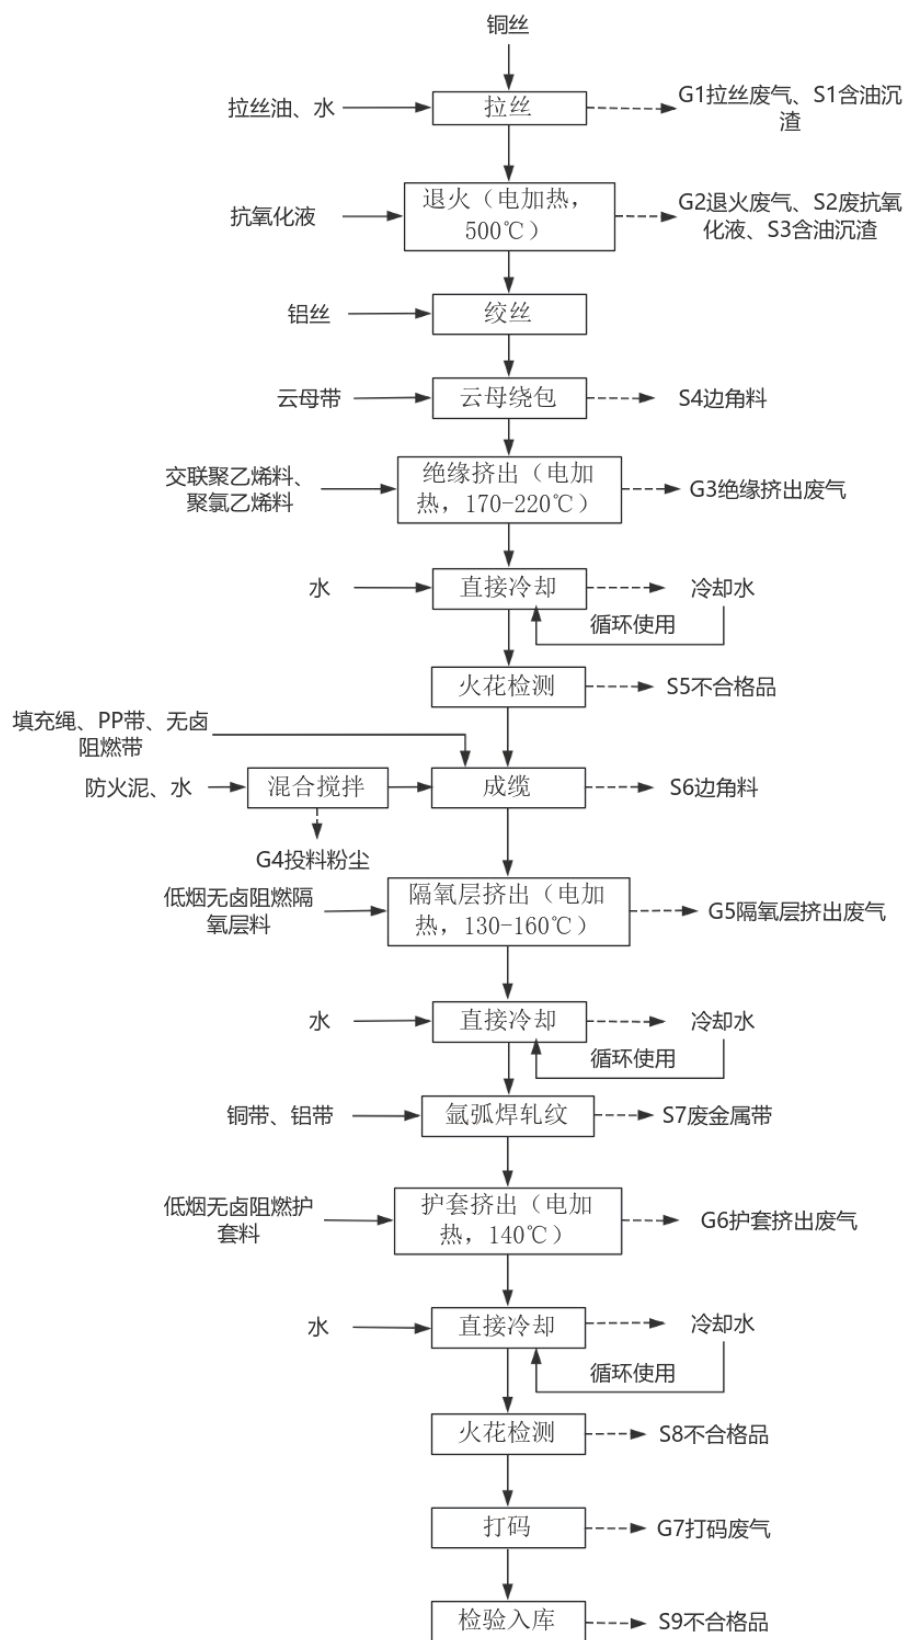 铜丝
拉丝油、水
拉丝
G1拉丝废气、S1含油沉
渣
抗氧化液
退火（电加热，
500℃）
G2退火废气、S2废抗氧
化液、S3含油沉渣
铝丝
绞丝
云母带
云母绕包
S4边角料
交联聚乙烯料、
聚氯乙烯料
绝缘挤出（电加
热，170-220℃）
G3绝缘挤出废气
水
直接冷却
冷却水
循环使用
火花检测
S5不合格品
填充绳、PP带、无卤
阻燃带
防火泥、水
混合搅拌
成缆
S6边角料
G4投料粉尘
低烟无卤阻燃隔
氧层料
隔氧层挤出（电加
热，130-160℃）
G5隔氧层挤出废气
水
直接冷却
冷却水
循环使用
铜带、铝带
氩弧焊轧纹
S7废金属带
低烟无卤阻燃护
套料
护套挤出（电加
热，140℃）
G6护套挤出废气
水
直接冷却
冷却水
循环使用
火花检测
S8不合格品
打码
G7打码废气
检验入库
S9不合格品